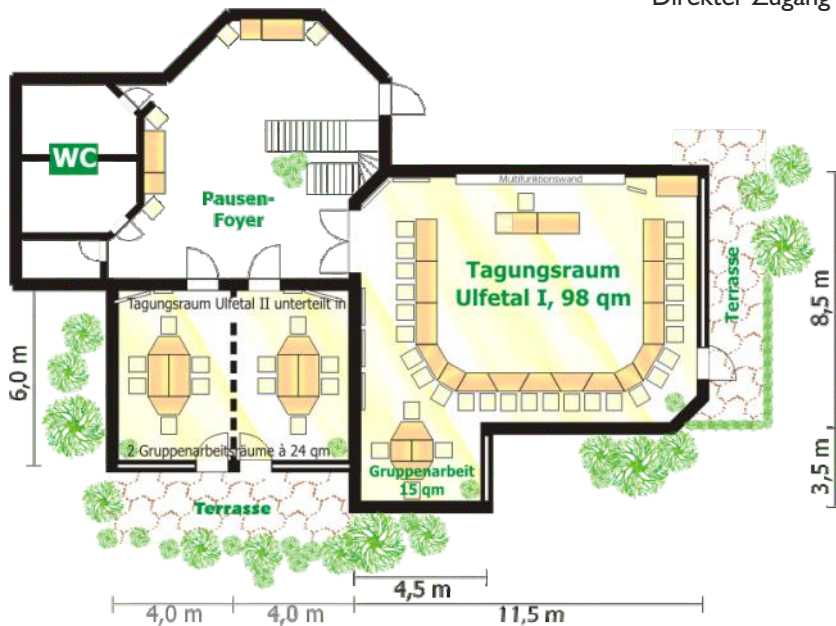 Direkter Zugang
WC
Pausen-
Foyer
Multifunktionswand
Tagungsraum
Ulfetal I, 98 qm
Terrasse
8,5 m
Tagungsraum Ulfetal II unterteilt in
6,0 m
2 Gruppenarbeitsräume à 24 qm
Gruppenarbeit
15 qm
3,5 m
Terrasse
4,5 m
4,0 m
4,0 m
11,5 m